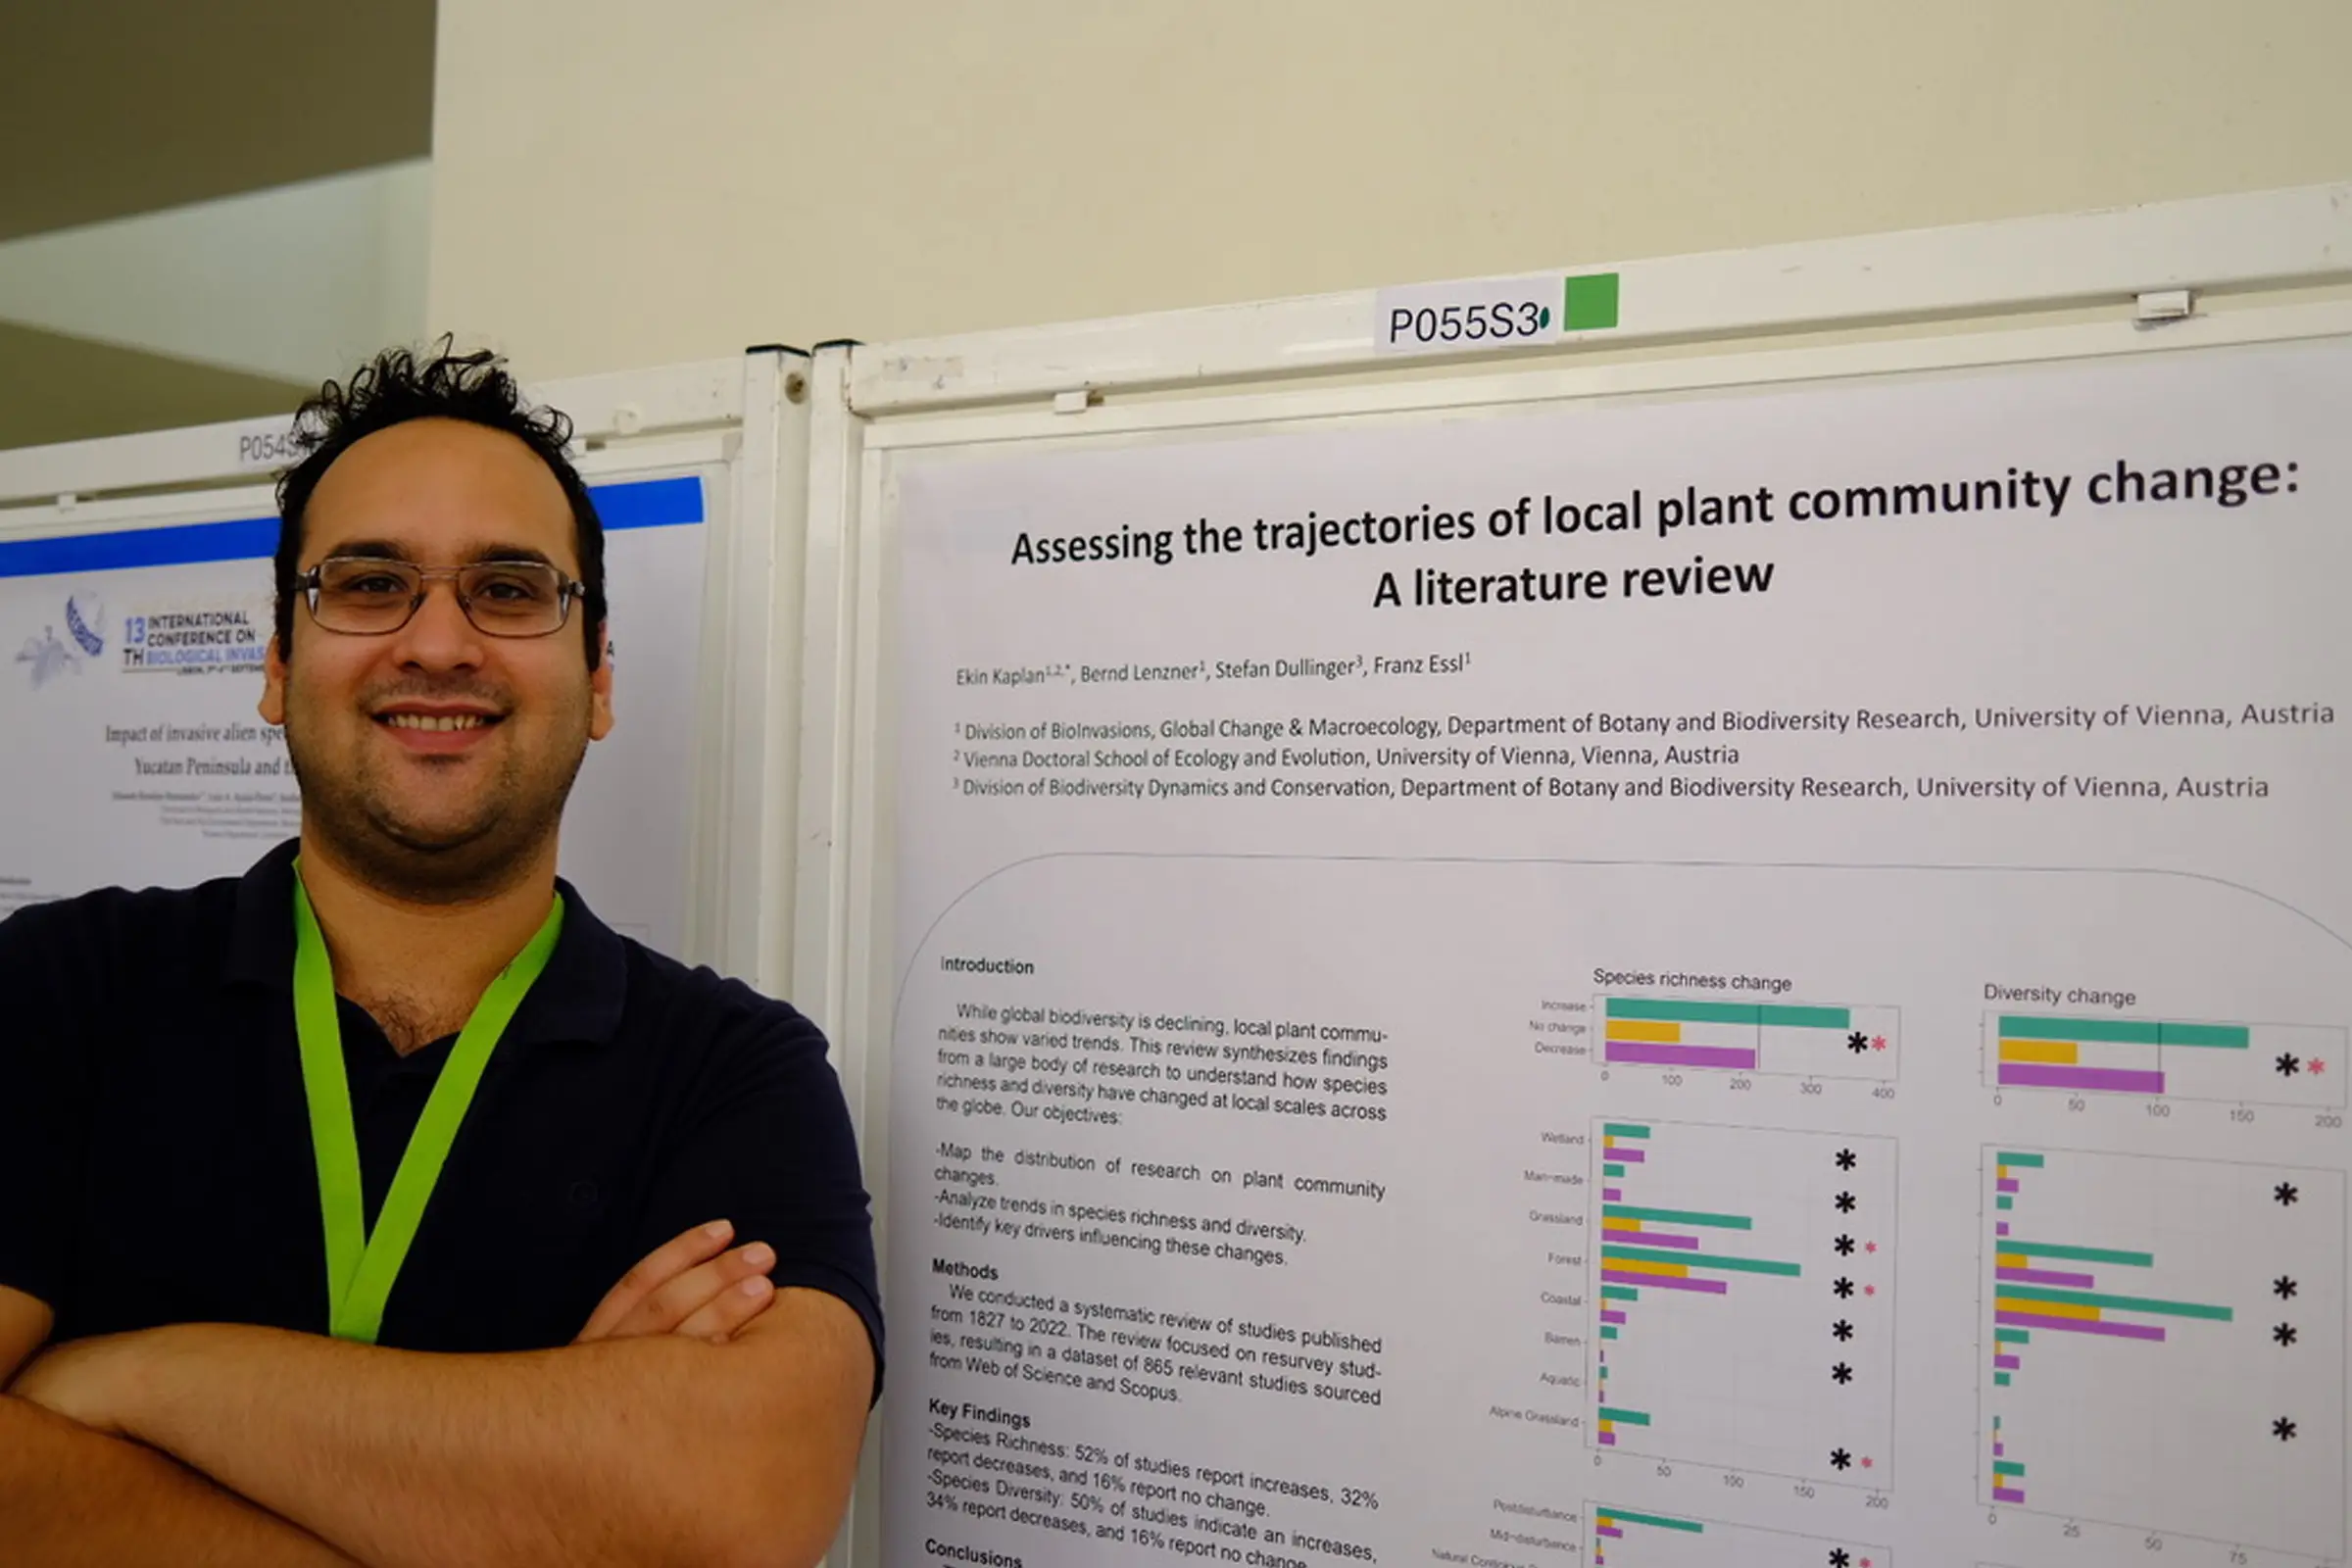 P055S3
P054S
13 INTERNATIONAL
CONFERENCE ON
TH BIOLOGICAL INVAS
Impact of invasive alien spe
Yucatan Peninsula and t
Assessing the trajectories of local plant community change:
A literature review
Ekin Kaplan1,2,*, Bernd Lenzner1, Stefan Dullinger3, Franz Essl1
1 Division of BioInvasions, Global Change & Macroecology, Department of Botany and Biodiversity Research, University of Vienna, Austria
2 Vienna Doctoral School of Ecology and Evolution, University of Vienna, Vienna, Austria
3 Division of Biodiversity Dynamics and Conservation, Department of Botany and Biodiversity Research, University of Vienna, Austria
Introduction
While global biodiversity is declining, local plant commu-
nities show varied trends. This review synthesizes findings
from a large body of research to understand how species
richness and diversity have changed at local scales across
the globe. Our objectives:
-Map the distribution of research on plant community
changes.
-Analyze trends in species richness and diversity.
-Identify key drivers influencing these changes.
Methods
We conducted a systematic review of studies published
from 1827 to 2022. The review focused on resurvey stud-
ies, resulting in a dataset of 865 relevant studies sourced
from Web of Science and Scopus.
Key Findings
-Species Richness: 52% of studies report increases, 32%
report decreases, and 16% report no change.
-Species Diversity: 50% of studies indicate an increases,
34% report decreases, and 16% report no change
Conclusions
Species richness change
Increase
No change
Decrease
0 100 200 300 400
Wetland
Man-made
Grassland
Forest
Coastal
Barren
Aquatic
Alpine Grassland
0 50 100 150 200
Postdisturbance
Mid-disturbance
Diversity change
0 50 100 150 200
0 25 50 75